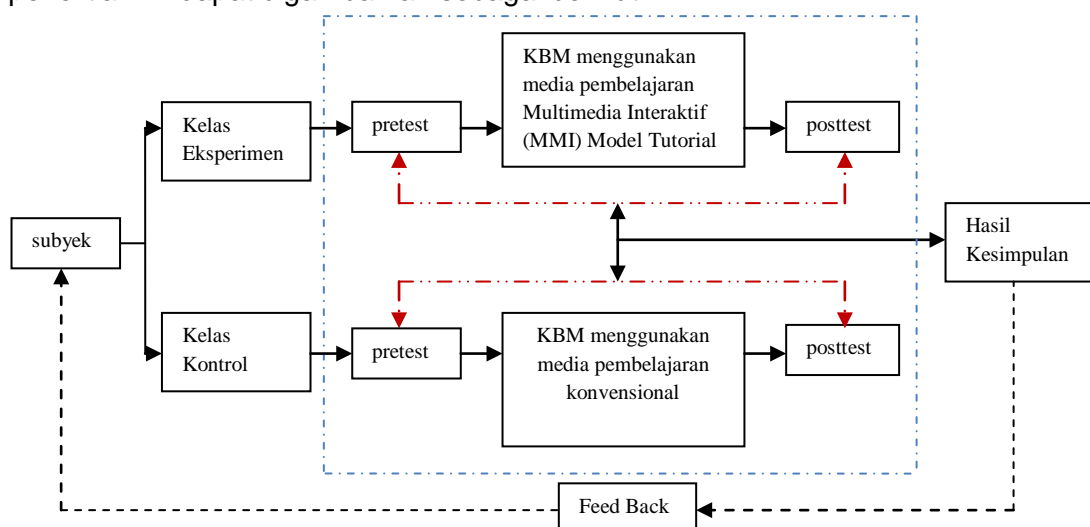 KBM menggunakan
media pembelajaran
Multimedia Interaktif
(MMI) Model Tutorial
Kelas
Eksperimen
pretest
posttest
subyek
Hasil
Kesimpulan
Kelas
Kontrol
pretest
KBM menggunakan
media pembelajaran
konvensional
posttest
Feed Back